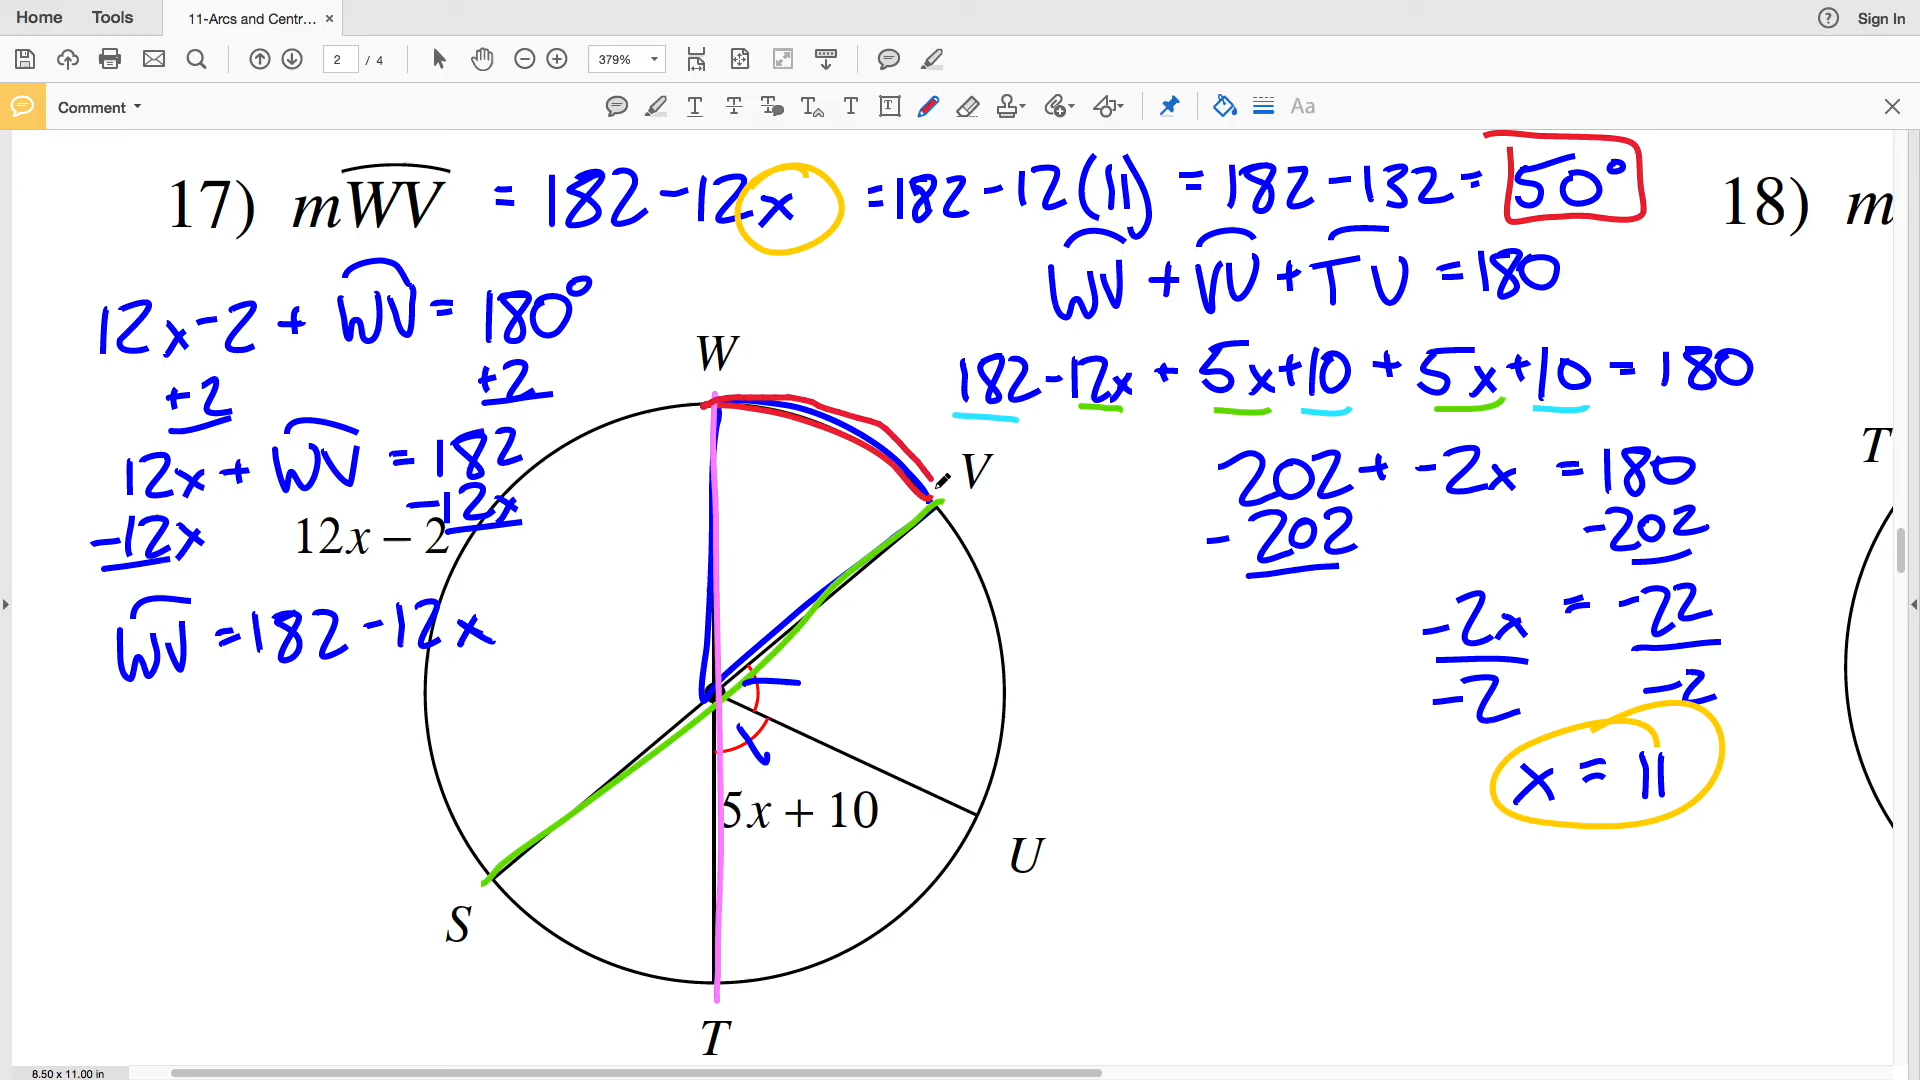 Home Tools 11-Arcs and Centr... × Sign In
2 / 4 379%
Comment Aa
17) mWV = 182 - 12x = 182 - 12(11) = 182 - 132 = 50°
18) m
WV + VU + TU = 180
12x - 2 + WV = 180°
+2 +2
12x + WV = 182
-12x -12x
WV = 182 - 12x
182 - 12x + 5x + 10 + 5x + 10 = 180
202 + -2x = 180
- 202 -202
-2x = -22
-2 -2
x = 11
12x − 2
W
V
5x + 10
U
S
T
T
8.50 x 11.00 in